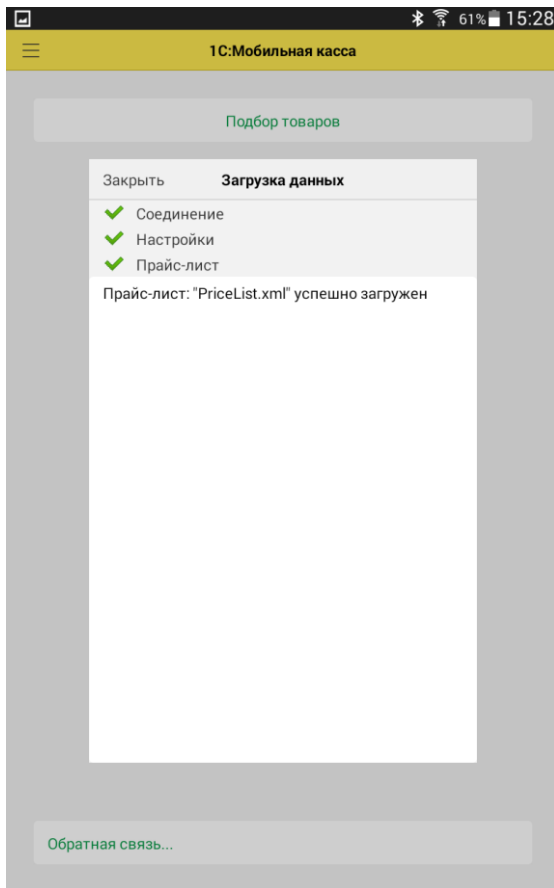 61% 15:28
1С:Мобильная касса
Подбор товаров
Закрыть Загрузка данных
Соединение
Настройки
Прайс-лист
Прайс-лист: "PriceList.xml" успешно загружен
Обратная связь...